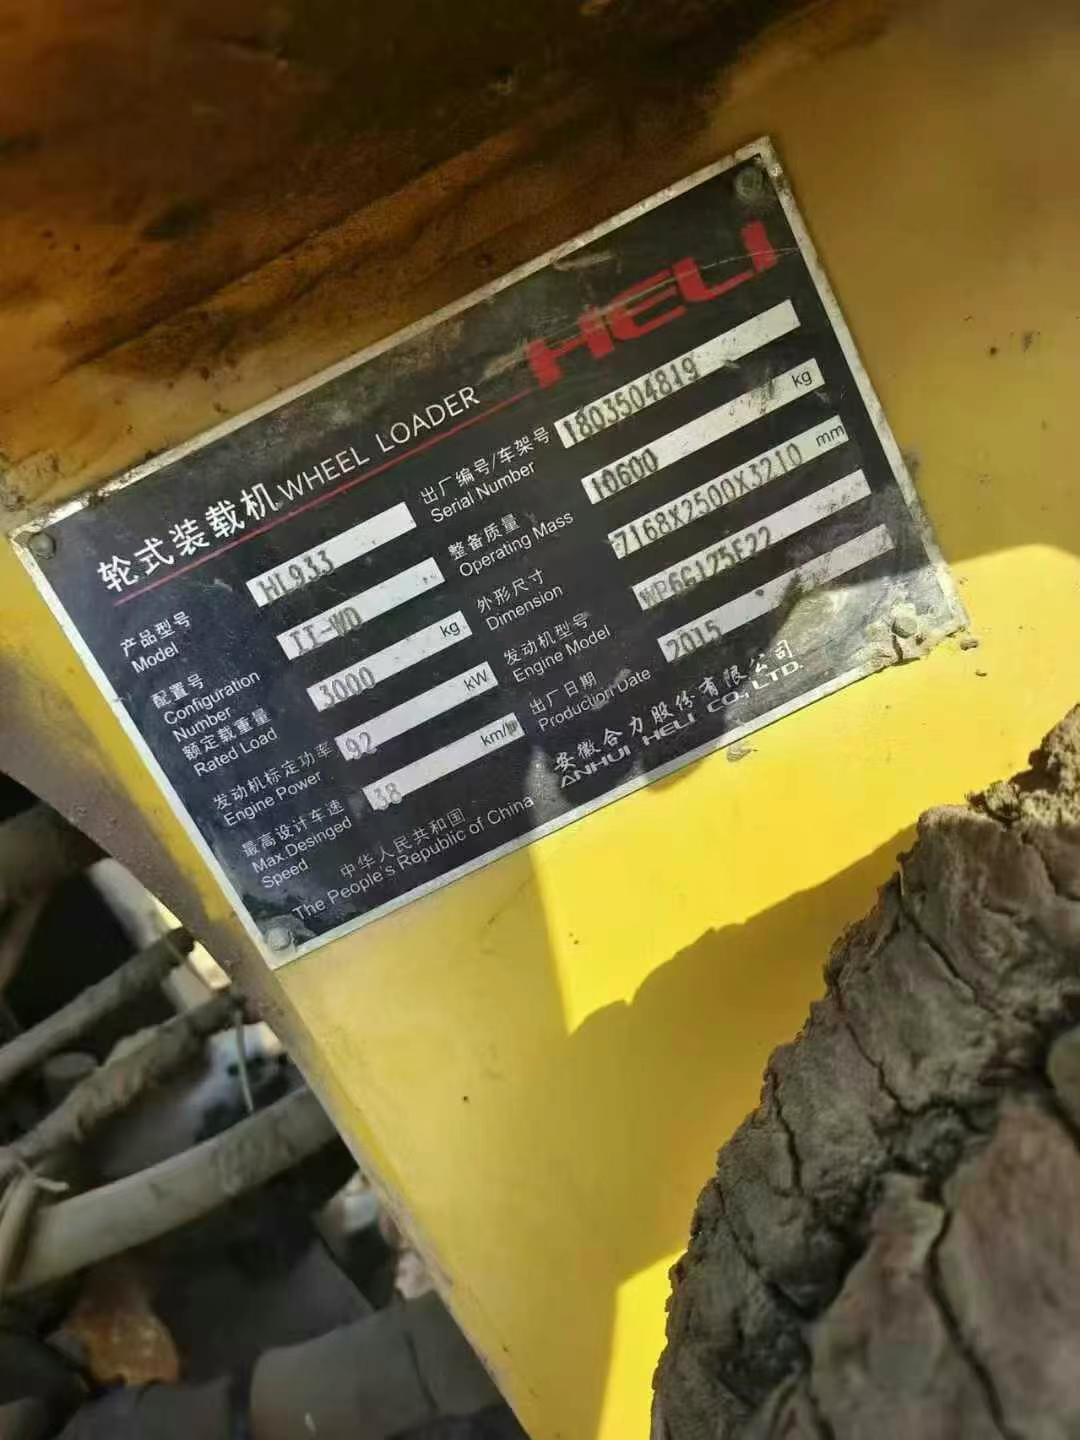 HELI
轮式装载机 WHEEL LOADER
产品型号 HL933
Model
配置号 II-WD
Configuration
Number
额定载重量 3000 kg
Rated Load
发动机标定功率 92 kW
Engine Power
最高设计车速 38 km/h
Max.Desinged
Speed
出厂编号/车架号 1803504819
Serial Number
整备质量 10600 kg
Operating Mass
外形尺寸 7168X2500X3210 mm
Dimension
发动机型号 WP6G125E22
Engine Model
出厂日期 2015
Production Date
中华人民共和国 安徽合力股份有限公司
The People's Republic of China ANHUI HELI CO., LTD.